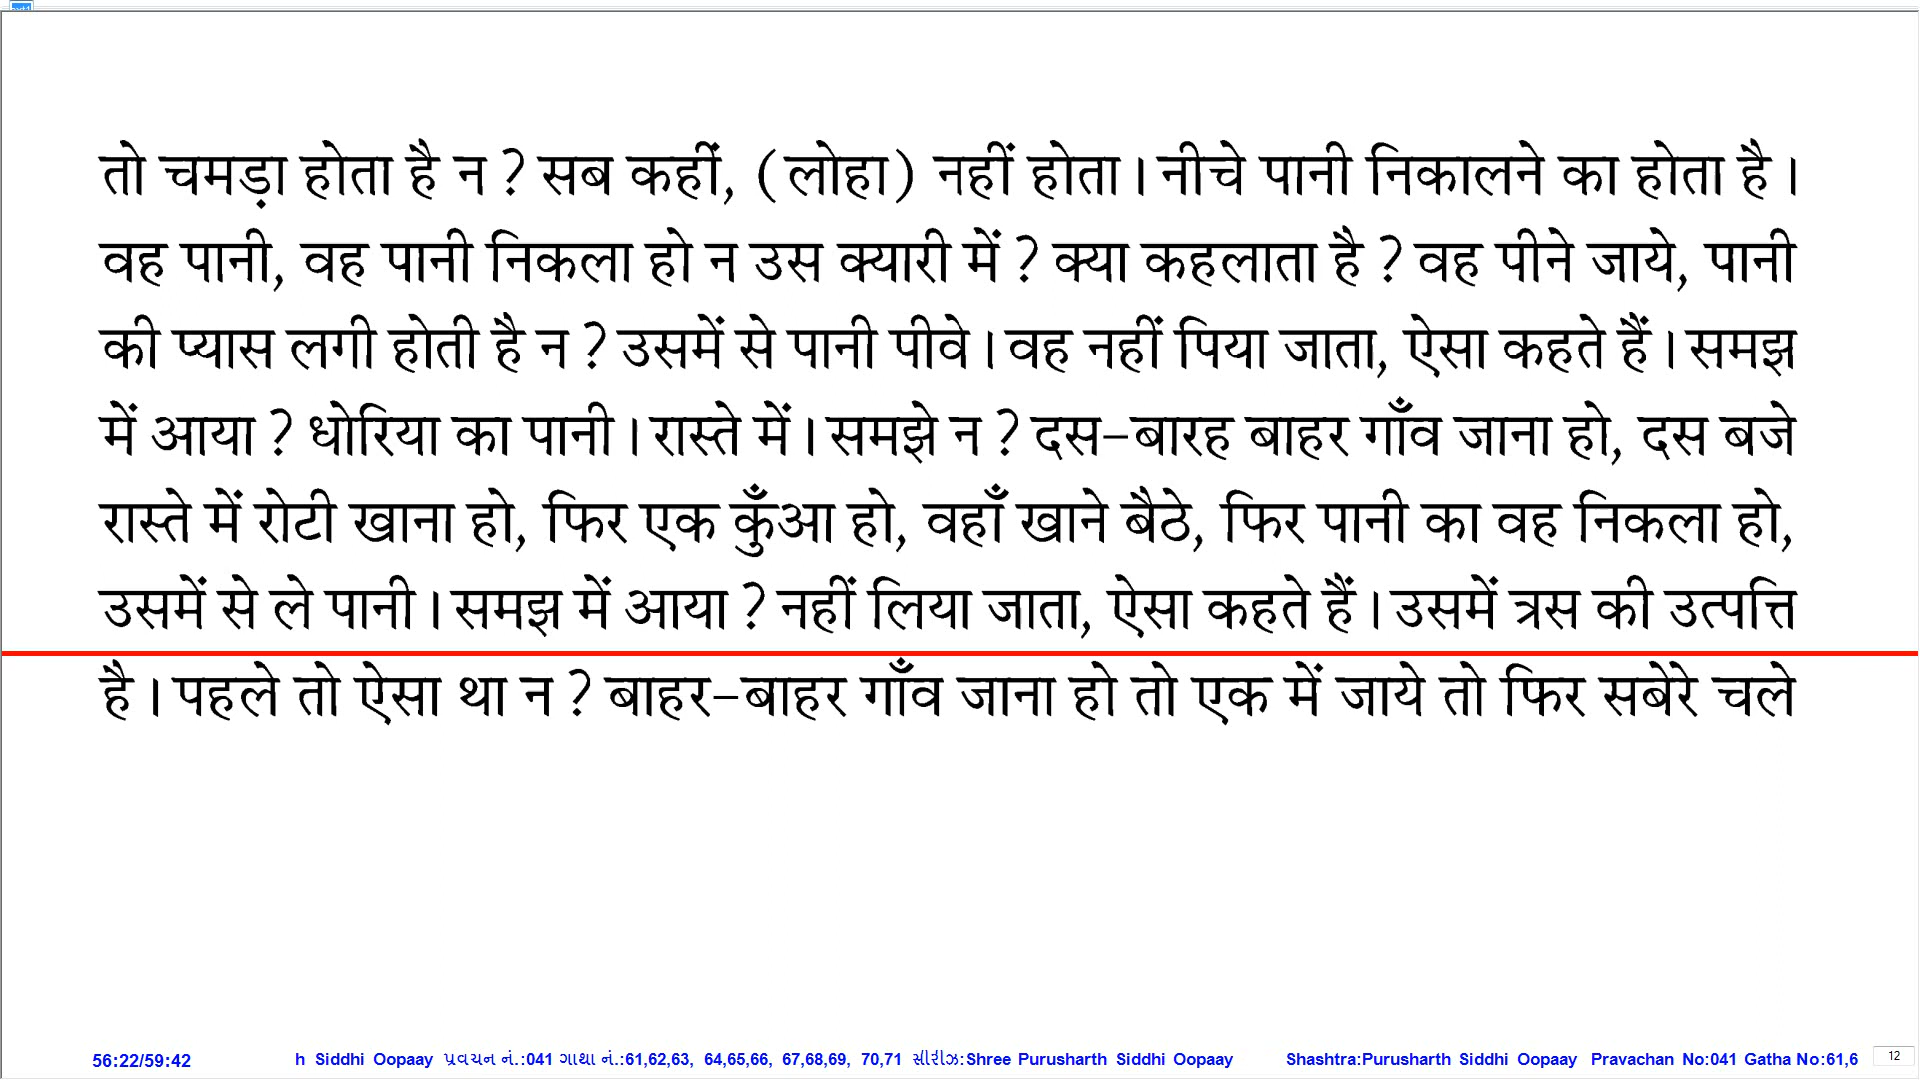 तो चमड़ा होता है न ? सब कहीं, (लोहा) नहीं होता। नीचे पानी निकालने का होता है।
वह पानी, वह पानी निकला हो न उस क्यारी में ? क्या कहलाता है ? वह पीने जाये, पानी
की प्यास लगी होती है न ? उसमें से पानी पीवे। वह नहीं पिया जाता, ऐसा कहते हैं। समझ
में आया ? धोरिया का पानी। रास्ते में। समझे न ? दस-बारह बाहर गाँव जाना हो, दस बजे
रास्ते में रोटी खाना हो, फिर एक कुँआ हो, वहाँ खाने बैठे, फिर पानी का वह निकला हो,
उसमें से ले पानी। समझ में आया ? नहीं लिया जाता, ऐसा कहते हैं। उसमें त्रस की उत्पत्ति
है। पहले तो ऐसा था न ? बाहर-बाहर गाँव जाना हो तो एक में जाये तो फिर सबेरे चले
56:22/59:42 h Siddhi Oopaay પ્રવચન નં.:041 ગાથા નં.:61,62,63, 64,65,66, 67,68,69, 70,71 સીરીઝ:Shree Purusharth Siddhi Oopaay Shashtra:Purusharth Siddhi Oopaay Pravachan No:041 Gatha No:61,6 12